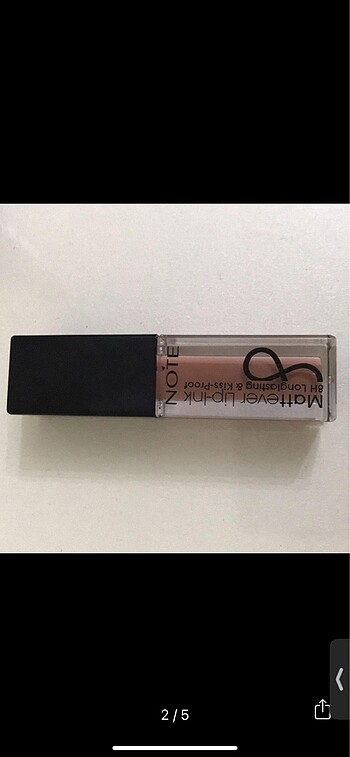 NOTE
Mattever Lip-Ink
8H Longlasting & Kiss-Proof
2/5